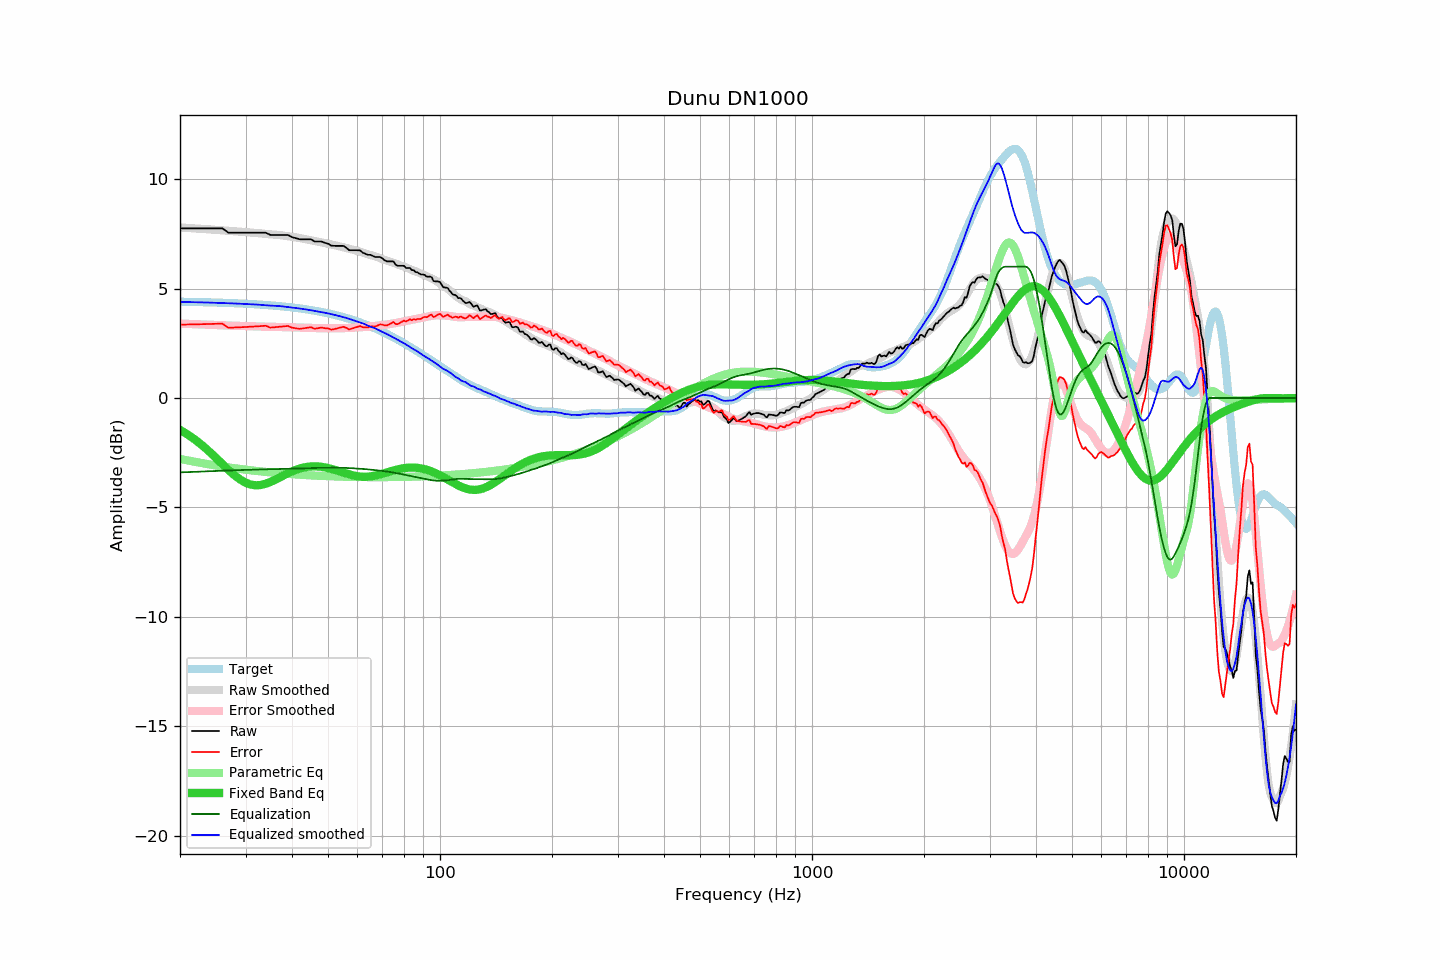 Dunu DN1000
10
5
0
−5
−10
−15
−20
Amplitude (dBr)
Target
Raw Smoothed
Error Smoothed
Raw
Error
Parametric Eq
Fixed Band Eq
Equalization
Equalized smoothed
100
1000
10000
Frequency (Hz)